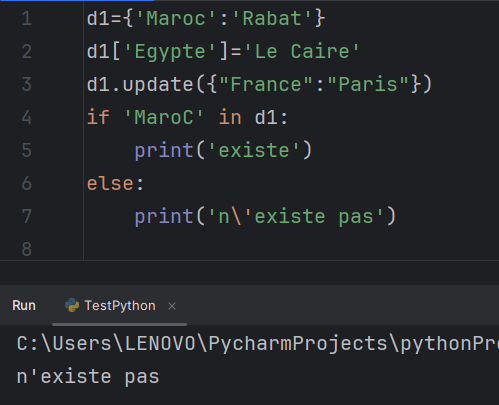 1 d1={'Maroc':'Rabat'}
2 d1['Egypte']='Le Caire'
3 d1.update({"France":"Paris"})
4 if 'MaroC' in d1:
5     print('existe')
6 else:
7     print('n\'existe pas')
8
Run TestPython ×
C:\Users\LENOVO\PycharmProjects\pythonPr
n'existe pas